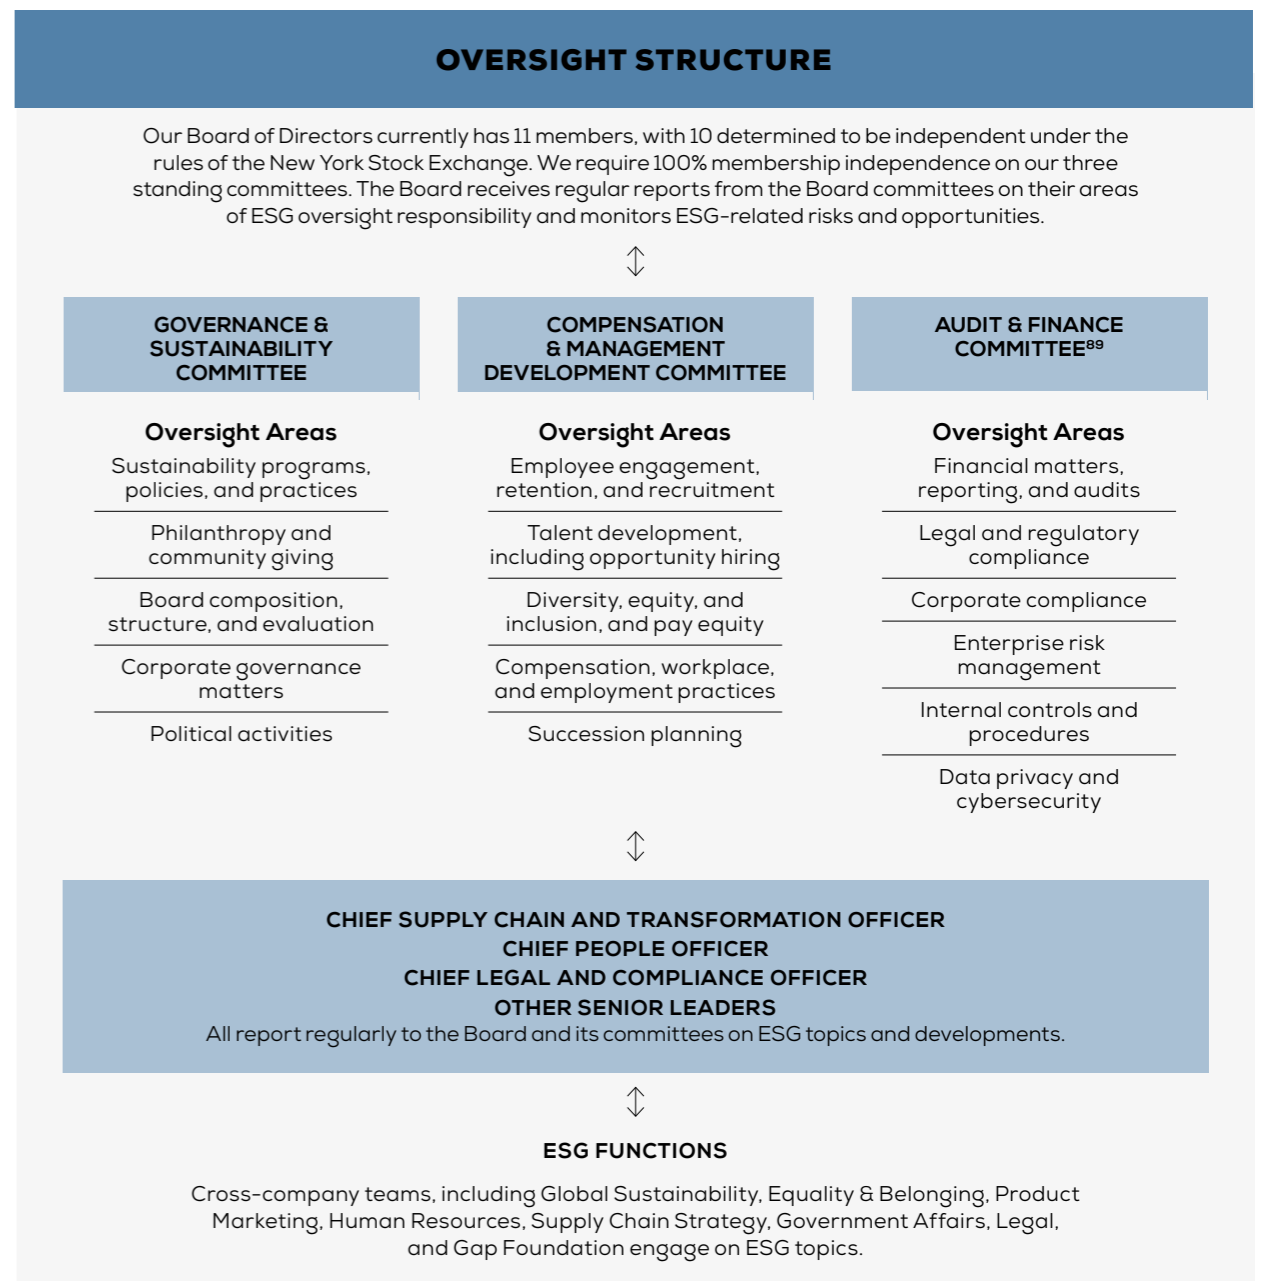 OVERSIGHT STRUCTURE
Our Board of Directors currently has 11 members, with 10 determined to be independent under the
rules of the New York Stock Exchange. We require 100% membership independence on our three
standing committees. The Board receives regular reports from the Board committees on their areas
of ESG oversight responsibility and monitors ESG-related risks and opportunities.
GOVERNANCE &
SUSTAINABILITY
COMMITTEE
Oversight Areas
Sustainability programs,
policies, and practices
Philanthropy and
community giving
Board composition,
structure, and evaluation
Corporate governance
matters
Political activities
COMPENSATION
& MANAGEMENT
DEVELOPMENT COMMITTEE
Oversight Areas
Employee engagement,
retention, and recruitment
Talent development,
including opportunity hiring
Diversity, equity, and
inclusion, and pay equity
Compensation, workplace,
and employment practices
Succession planning
AUDIT & FINANCE
COMMITTEE⁸⁹
Oversight Areas
Financial matters,
reporting, and audits
Legal and regulatory
compliance
Corporate compliance
Enterprise risk
management
Internal controls and
procedures
Data privacy and
cybersecurity
CHIEF SUPPLY CHAIN AND TRANSFORMATION OFFICER
CHIEF PEOPLE OFFICER
CHIEF LEGAL AND COMPLIANCE OFFICER
OTHER SENIOR LEADERS
All report regularly to the Board and its committees on ESG topics and developments.
ESG FUNCTIONS
Cross-company teams, including Global Sustainability, Equality & Belonging, Product
Marketing, Human Resources, Supply Chain Strategy, Government Affairs, Legal,
and Gap Foundation engage on ESG topics.